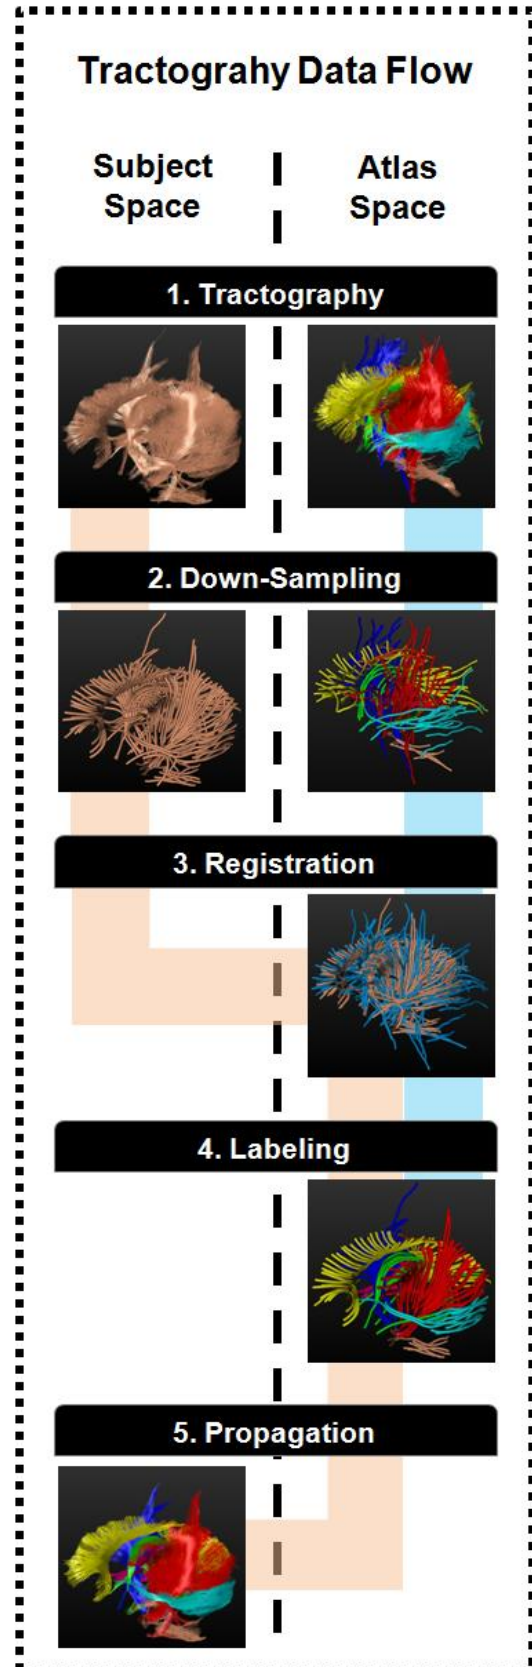 Tractograhy Data Flow
Subject
Space
Atlas
Space
1. Tractography
2. Down-Sampling
3. Registration
4. Labeling
5. Propagation